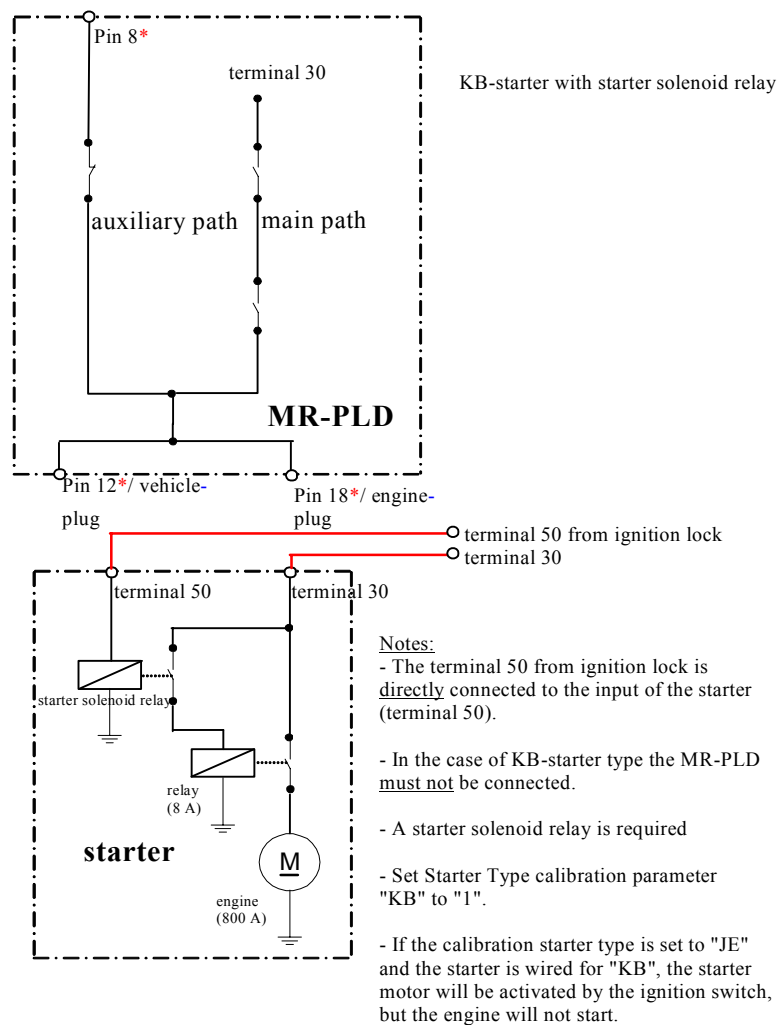 Pin 8*
terminal 30
KB-starter with starter solenoid relay
auxiliary path
main path
MR-PLD
Pin 12*/ vehicle-
plug
Pin 18*/ engine-
plug
terminal 50 from ignition lock
terminal 30
terminal 50
terminal 30
starter solenoid relay
relay
(8 A)
starter
M
engine
(800 A)
Notes:
- The terminal 50 from ignition lock is
directly connected to the input of the starter
(terminal 50).
- In the case of KB-starter type the MR-PLD
must not be connected.
- A starter solenoid relay is required
- Set Starter Type calibration parameter
"KB" to "1".
- If the calibration starter type is set to "JE"
and the starter is wired for "KB", the starter
motor will be activated by the ignition switch,
but the engine will not start.